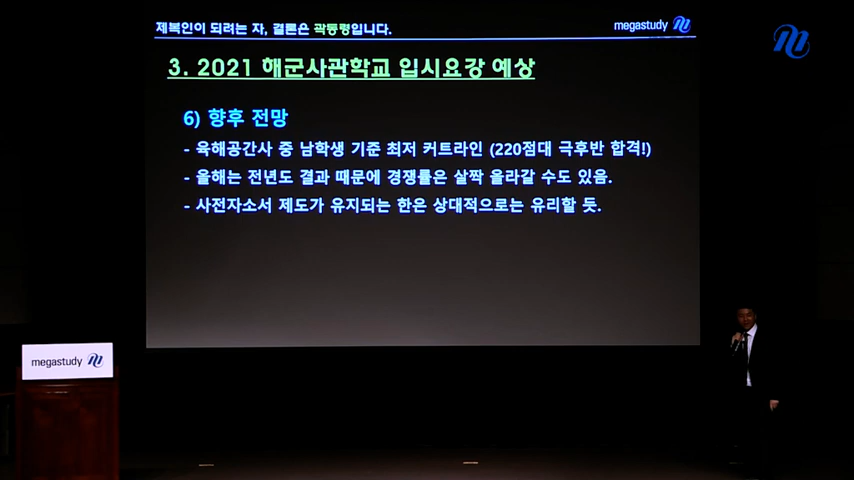 제복인이 되려는 자, 결론은 곽동령입니다.
megastudy
3. 2021 해군사관학교 입시요강 예상
6) 향후 전망
- 육해공간사 중 남학생 기준 최저 커트라인 (220점대 극후반 합격!)
- 올해는 전년도 결과 때문에 경쟁률은 살짝 올라갈 수도 있음.
- 사전자소서 제도가 유지되는 한은 상대적으로는 유리할 듯.
megastudy